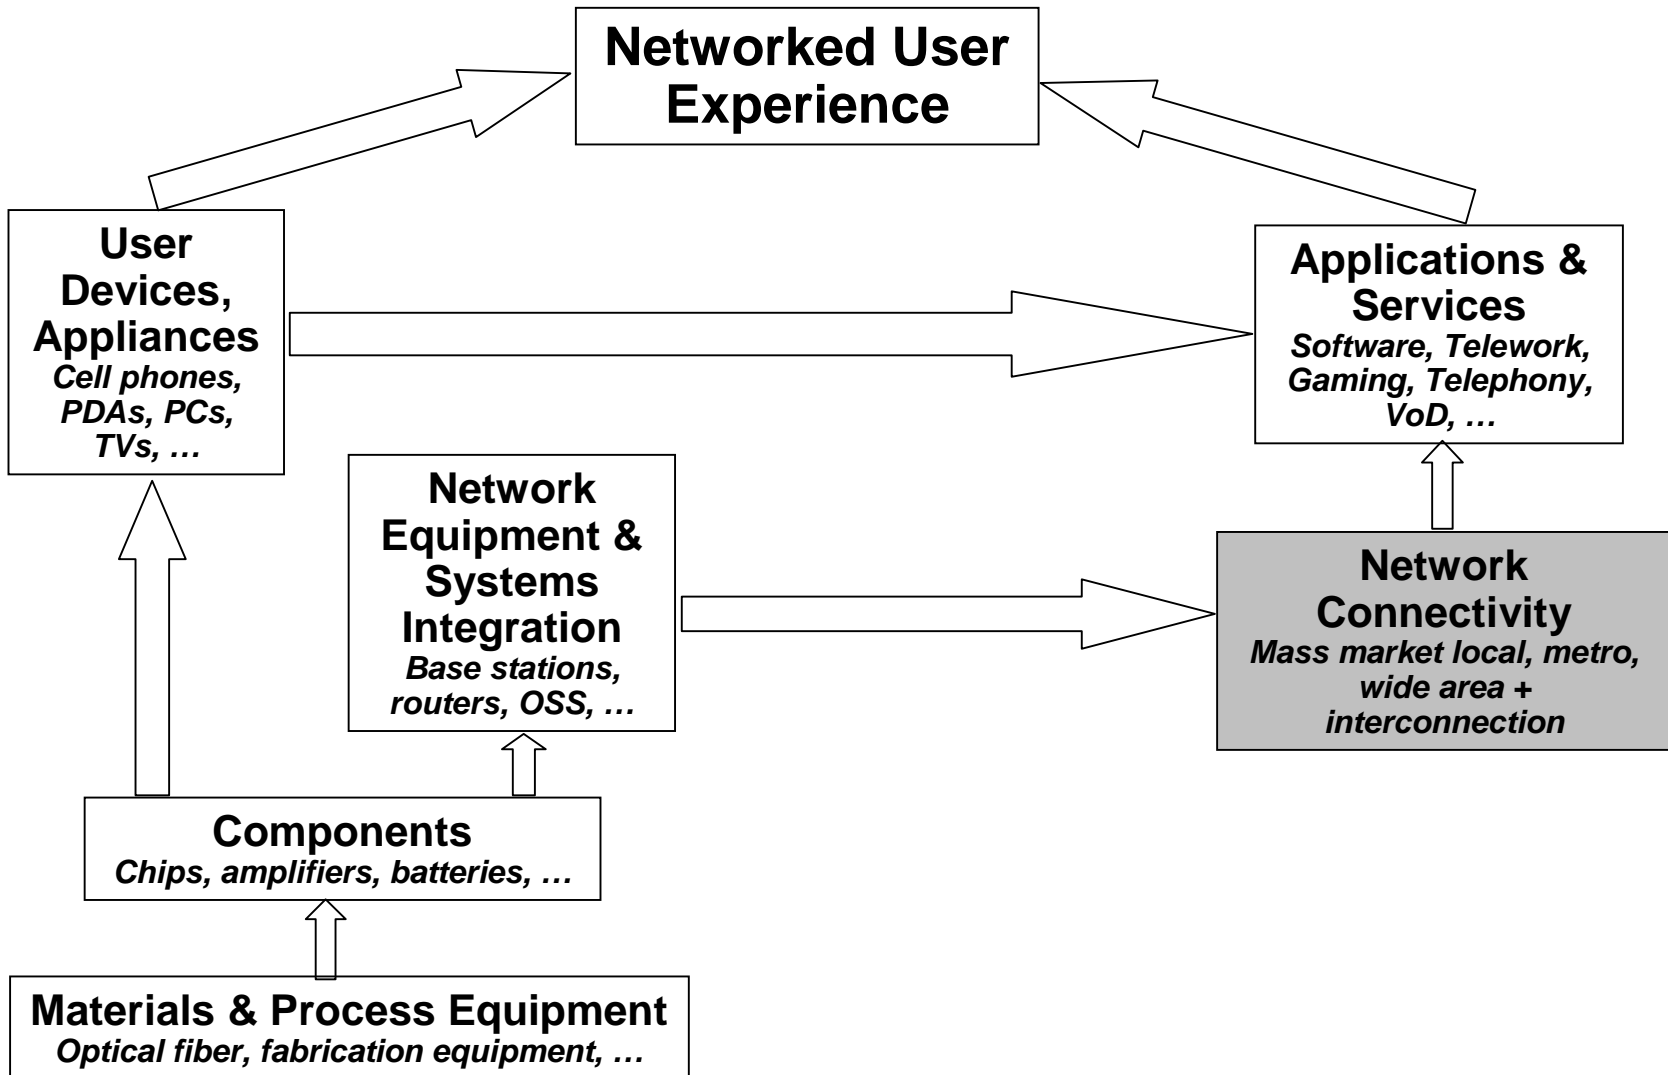 Networked User
Experience
User
Devices,
Appliances
Cell phones,
PDAs, PCs,
TVs, …
Applications &
Services
Software, Telework,
Gaming, Telephony,
VoD, …
Network
Equipment &
Systems
Integration
Base stations,
routers, OSS, …
Network
Connectivity
Mass market local, metro,
wide area +
interconnection
Components
Chips, amplifiers, batteries, …
Materials & Process Equipment
Optical fiber, fabrication equipment, …